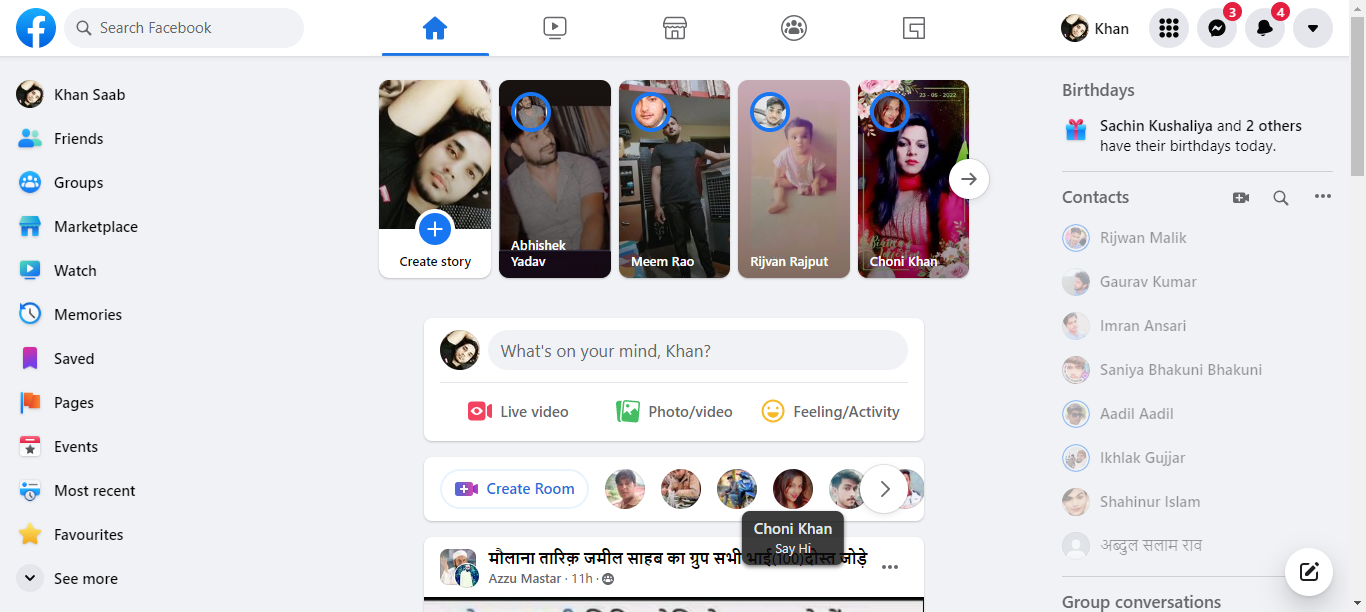 Search Facebook
Khan
3
4
Khan Saab
Friends
Groups
Marketplace
Watch
Memories
Saved
Pages
Events
Most recent
Favourites
See more
Create story
Abhishek
Yadav
Meem Rao
Rijvan Rajput
23 - 05 - 2022
Choni Khan
What's on your mind, Khan?
Live video
Photo/video
Feeling/Activity
Create Room
Choni Khan
Say Hi
मौलाना तारिक़ जमील साहब का ग्रुप सभी भाई(100)दोस्त जोड़े
Azzu Mastar · 11h ·
Birthdays
Sachin Kushaliya and 2 others
have their birthdays today.
Contacts
Rijwan Malik
Gaurav Kumar
Imran Ansari
Saniya Bhakuni Bhakuni
Aadil Aadil
Ikhlak Gujjar
Shahinur Islam
अब्दुल सलाम राव
Group conversations